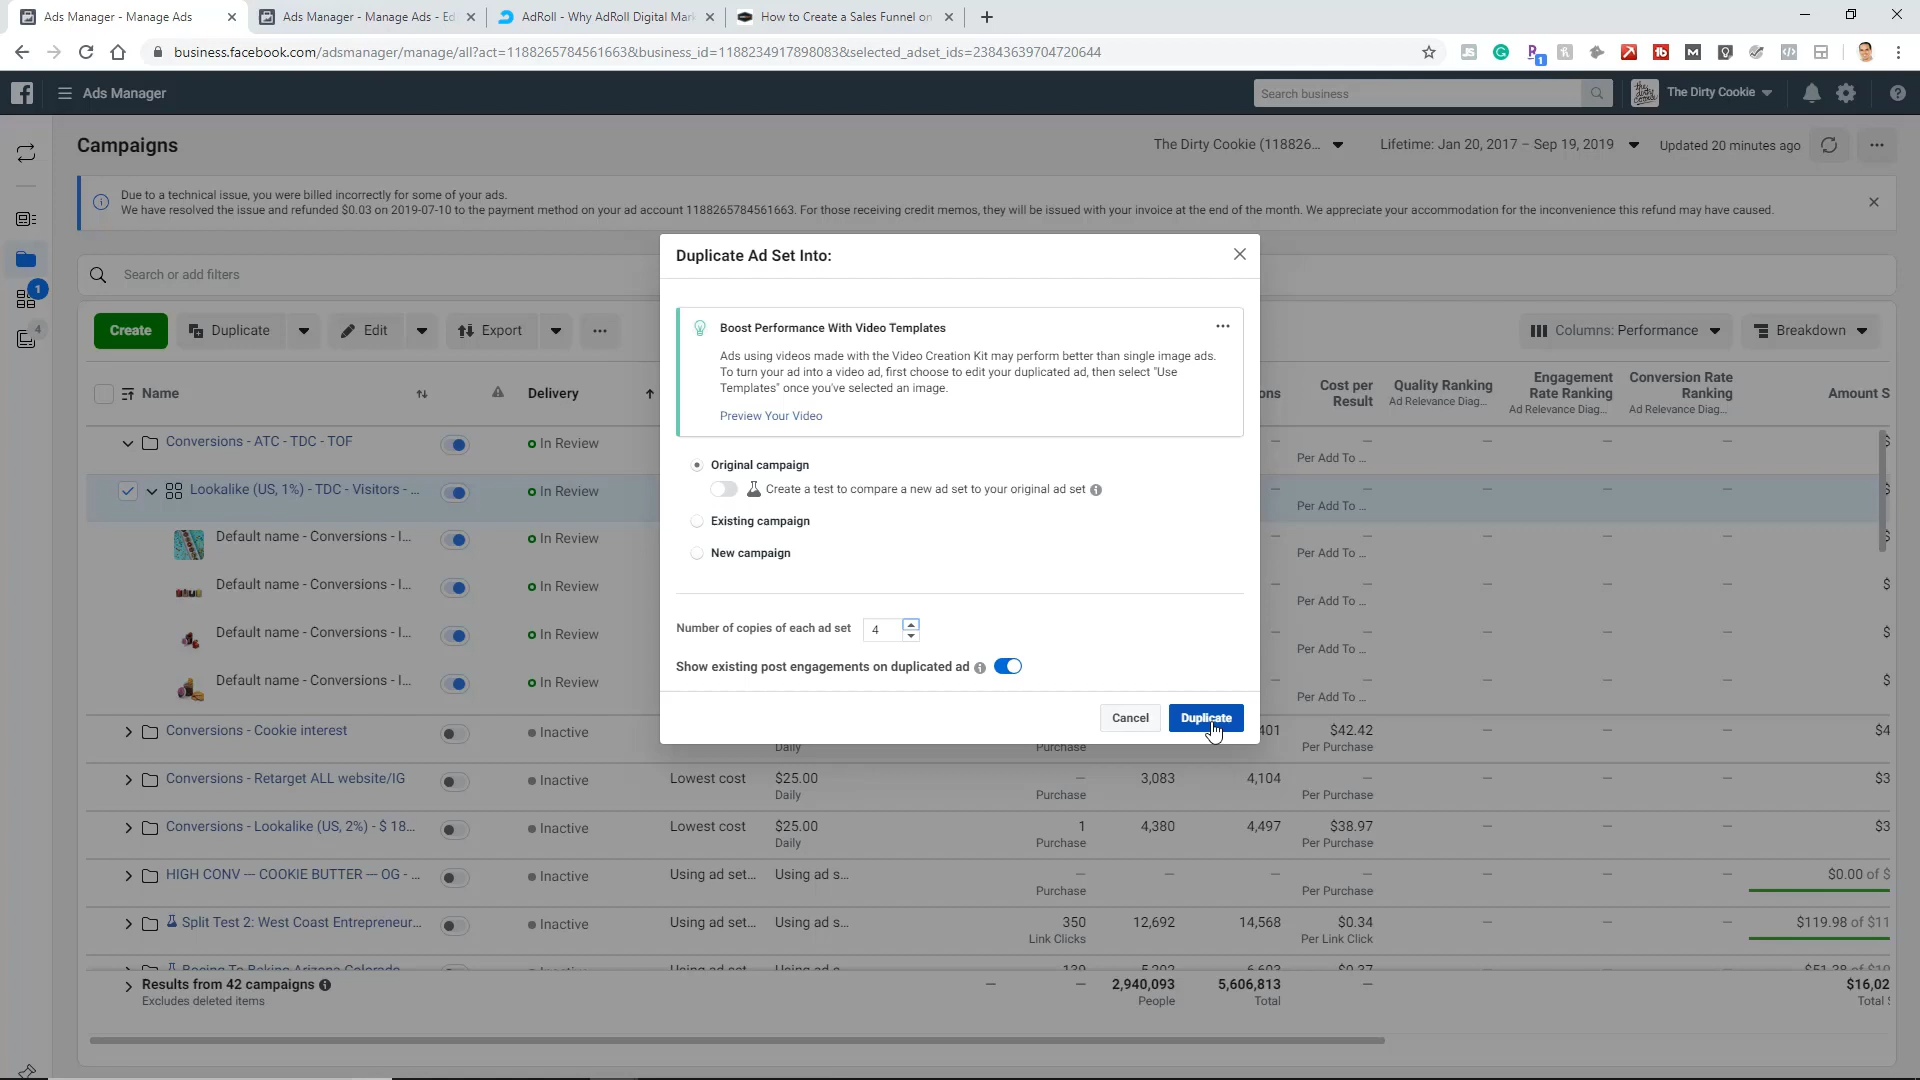 Ads Manager - Manage Ads
Ads Manager - Manage Ads - Ed
AdRoll - Why AdRoll Digital Mar
How to Create a Sales Funnel on
business.facebook.com/adsmanager/manage/all?act=1188265784561663&business_id=1188234917898083&selected_adset_ids=23843639704720644
Ads Manager
Search business
The Dirty Cookie
Campaigns
The Dirty Cookie (118826...
Lifetime: Jan 20, 2017 – Sep 19, 2019
Updated 20 minutes ago
Due to a technical issue, you were billed incorrectly for some of your ads.
We have resolved the issue and refunded $0.03 on 2019-07-10 to the payment method on your ad account 1188265784561663. For those receiving credit memos, they will be issued with your invoice at the end of the month. We appreciate your accommodation for the inconvenience this refund may have caused.
Search or add filters
Create
Duplicate
Edit
Export
Columns: Performance
Breakdown
Name
Delivery
ons
Cost per Result
Quality Ranking
Ad Relevance Diag...
Engagement Rate Ranking
Ad Relevance Diag...
Conversion Rate Ranking
Ad Relevance Diag...
Amount S
Conversions - ATC - TDC - TOF
In Review
—
Per Add To ...
Lookalike (US, 1%) - TDC - Visitors - ...
In Review
—
Per Add To ...
Default name - Conversions - I...
In Review
—
Per Add To ...
Default name - Conversions - I...
In Review
—
Per Add To ...
Default name - Conversions - I...
In Review
—
Per Add To ...
Default name - Conversions - I...
In Review
—
Per Add To ...
Duplicate Ad Set Into:
Boost Performance With Video Templates
Ads using videos made with the Video Creation Kit may perform better than single image ads.
To turn your ad into a video ad, first choose to edit your duplicated ad, then select "Use
Templates" once you've selected an image.
Preview Your Video
Original campaign
Create a test to compare a new ad set to your original ad set
Existing campaign
New campaign
Number of copies of each ad set 4
Show existing post engagements on duplicated ad
Cancel
Duplicate
Conversions - Cookie interest
Inactive
Daily
Purchase
401
$42.42
Per Purchase
$4
Conversions - Retarget ALL website/IG
Inactive
Lowest cost
$25.00
Daily
—
Purchase
3,083
4,104
—
Per Purchase
$3
Conversions - Lookalike (US, 2%) - $ 18...
Inactive
Lowest cost
$25.00
Daily
1
Purchase
4,380
4,497
$38.97
Per Purchase
$3
HIGH CONV --- COOKIE BUTTER --- OG - ...
Inactive
Using ad set...
Using ad s...
—
Purchase
—
—
—
Per Purchase
$0.00 of $
Split Test 2: West Coast Entrepreneur...
Inactive
Using ad set...
Using ad s...
350
Link Clicks
12,692
14,568
$0.34
Per Link Click
$119.98 of $11
Results from 42 campaigns
Excludes deleted items
—
—
2,940,093
People
5,606,813
Total
—
$16,02
Total S